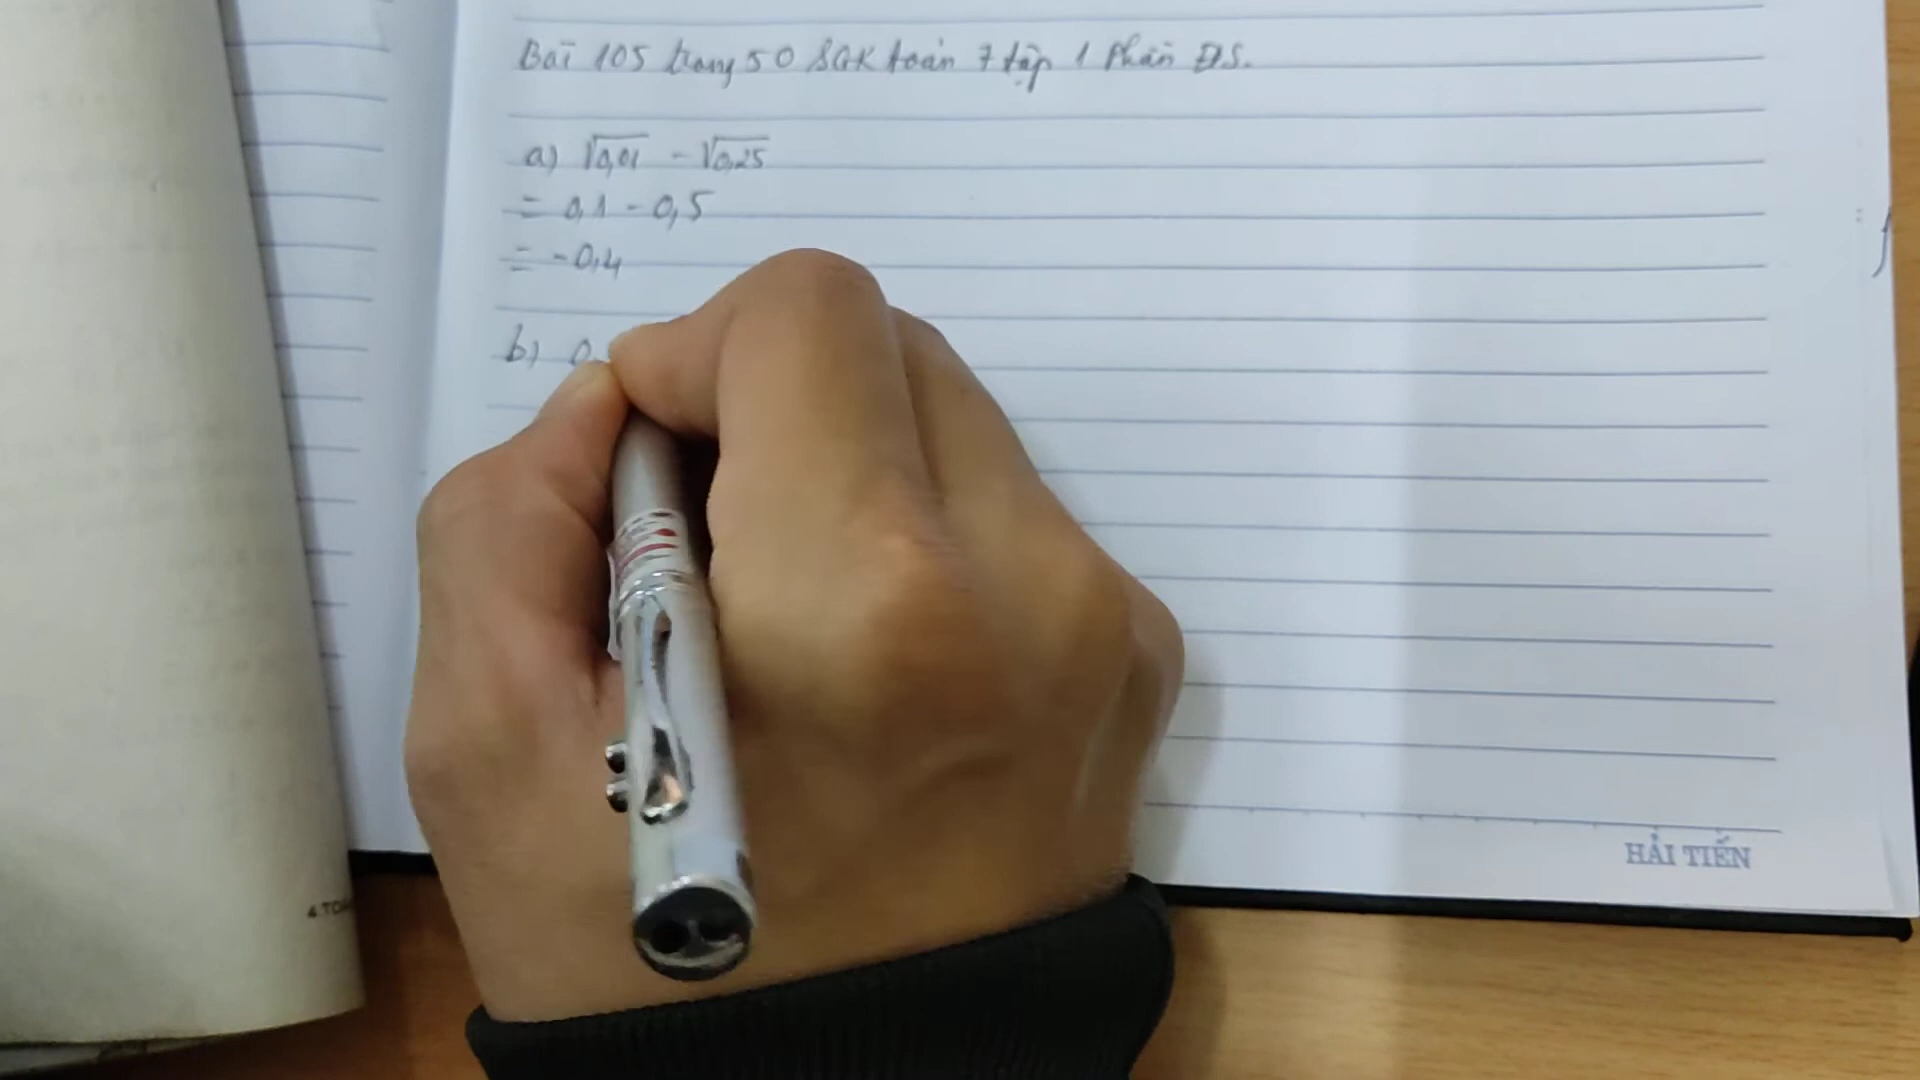 Bài 105 trang 50 SGK toán 7 tập 1 phần ĐS.
a) √0,01 - √0,25
= 0,1 - 0,5
= -0,4
b) 0,
HẢI TIẾN